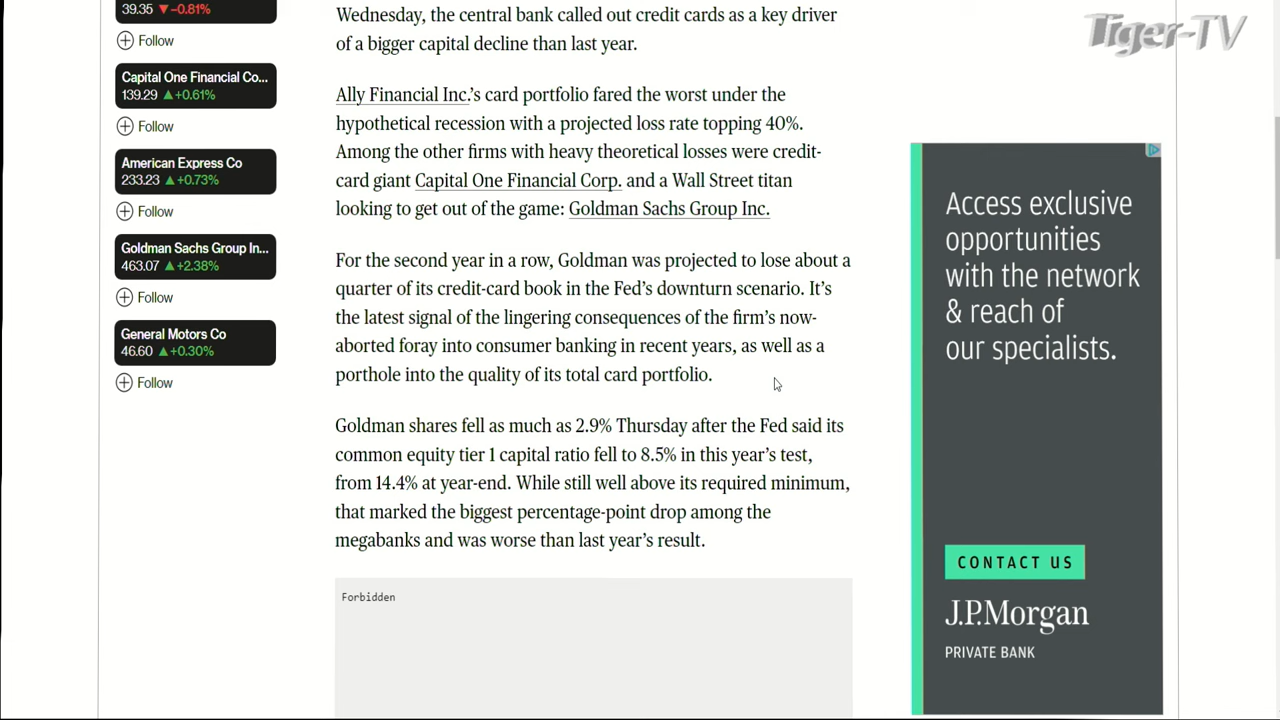 39.35 ▼-0.81%
Follow
Capital One Financial Co...
139.29 ▲+0.61%
Follow
American Express Co
233.23 ▲+0.73%
Follow
Goldman Sachs Group In...
463.07 ▲+2.38%
Follow
General Motors Co
46.60 ▲+0.30%
Follow
Wednesday, the central bank called out credit cards as a key driver
of a bigger capital decline than last year.
Ally Financial Inc.’s card portfolio fared the worst under the
hypothetical recession with a projected loss rate topping 40%.
Among the other firms with heavy theoretical losses were credit-
card giant Capital One Financial Corp. and a Wall Street titan
looking to get out of the game: Goldman Sachs Group Inc.
For the second year in a row, Goldman was projected to lose about a
quarter of its credit-card book in the Fed’s downturn scenario. It’s
the latest signal of the lingering consequences of the firm’s now-
aborted foray into consumer banking in recent years, as well as a
porthole into the quality of its total card portfolio.
Goldman shares fell as much as 2.9% Thursday after the Fed said its
common equity tier 1 capital ratio fell to 8.5% in this year’s test,
from 14.4% at year-end. While still well above its required minimum,
that marked the biggest percentage-point drop among the
megabanks and was worse than last year’s result.
Forbidden
Tiger-TV
Access exclusive
opportunities
with the network
& reach of
our specialists.
CONTACT US
J.P.Morgan
PRIVATE BANK